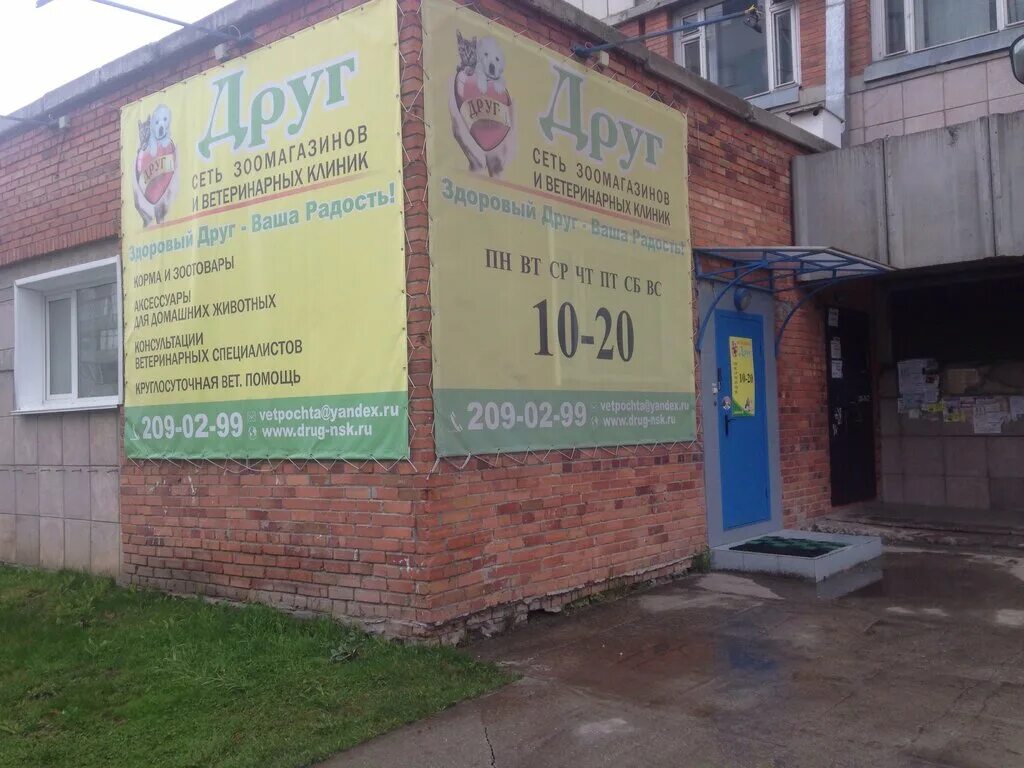 Друг
ДРУГ
СЕТЬ ЗООМАГАЗИНОВ
И ВЕТЕРИНАРНЫХ КЛИНИК
Здоровый Друг - Ваша Радость!
КОРМА И ЗООТОВАРЫ
АКСЕССУАРЫ
ДЛЯ ДОМАШНИХ ЖИВОТНЫХ
КОНСУЛЬТАЦИИ
ВЕТЕРИНАРНЫХ СПЕЦИАЛИСТОВ
КРУГЛОСУТОЧНАЯ ВЕТ. ПОМОЩЬ
209-02-99
vetpochta@yandex.ru
www.drug-nsk.ru
Друг
ДРУГ
СЕТЬ ЗООМАГАЗИНОВ
И ВЕТЕРИНАРНЫХ КЛИНИК
Здоровый Друг - Ваша Радость!
ПН ВТ СР ЧТ ПТ СБ ВС
10-20
209-02-99
vetpochta@yandex.ru
www.drug-nsk.ru
Друг
10-20